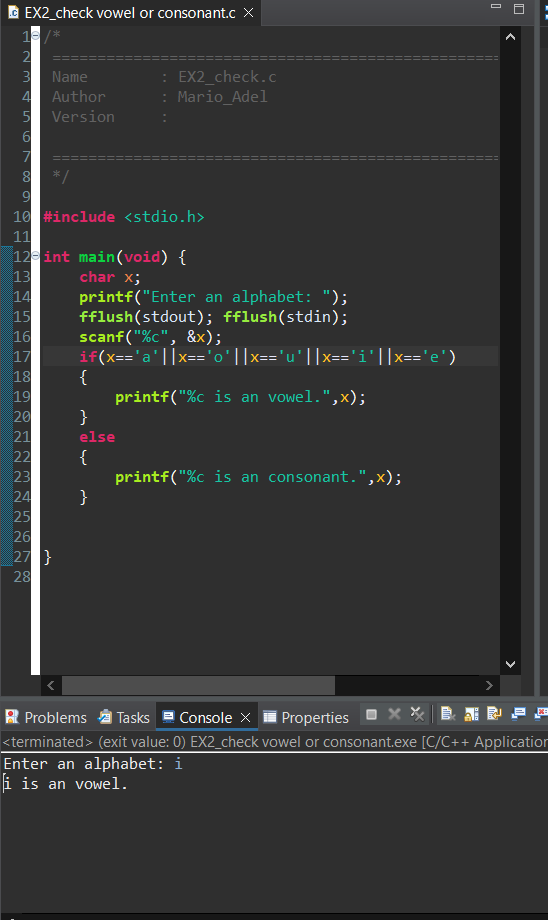 EX2_check vowel or consonant.c
1 /*
2 ==================================================
3 Name        : EX2_check.c
4 Author      : Mario_Adel
5 Version     :
6
7 ==================================================
8 */
9
10 #include <stdio.h>
11
12 int main(void) {
13     char x;
14     printf("Enter an alphabet: ");
15     fflush(stdout); fflush(stdin);
16     scanf("%c", &x);
17     if(x=='a'||x=='o'||x=='u'||x=='i'||x=='e')
18     {
19         printf("%c is an vowel.",x);
20     }
21     else
22     {
23         printf("%c is an consonant.",x);
24     }
25
26
27 }
28
Problems Tasks Console Properties
<terminated> (exit value: 0) EX2_check vowel or consonant.exe [C/C++ Application
Enter an alphabet: i
i is an vowel.